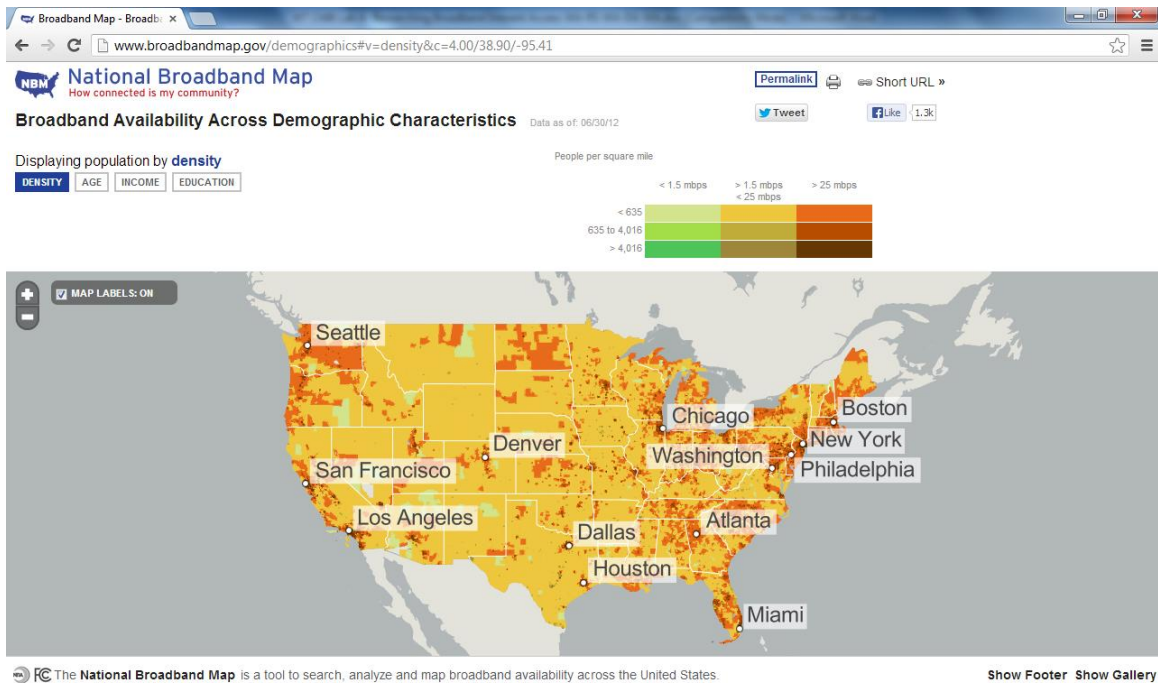 Broadband Map - Broadba
www.broadbandmap.gov/demographics#v=density&c=4.00/38.90/-95.41
NBM
National Broadband Map
How connected is my community?
Permalink
Short URL »
Broadband Availability Across Demographic Characteristics
Data as of: 06/30/12
Tweet
Like
1.3k
Displaying population by density
DENSITY AGE INCOME EDUCATION
People per square mile
< 1.5 mbps
> 1.5 mbps
< 25 mbps
> 25 mbps
< 635
635 to 4,016
> 4,016
+
MAP LABELS: ON
-
Seattle
Chicago
Boston
New York
Denver
Washington
San Francisco
Philadelphia
Los Angeles
Atlanta
Dallas
Houston
Miami
FC The National Broadband Map is a tool to search, analyze and map broadband availability across the United States.
Show Footer Show Gallery